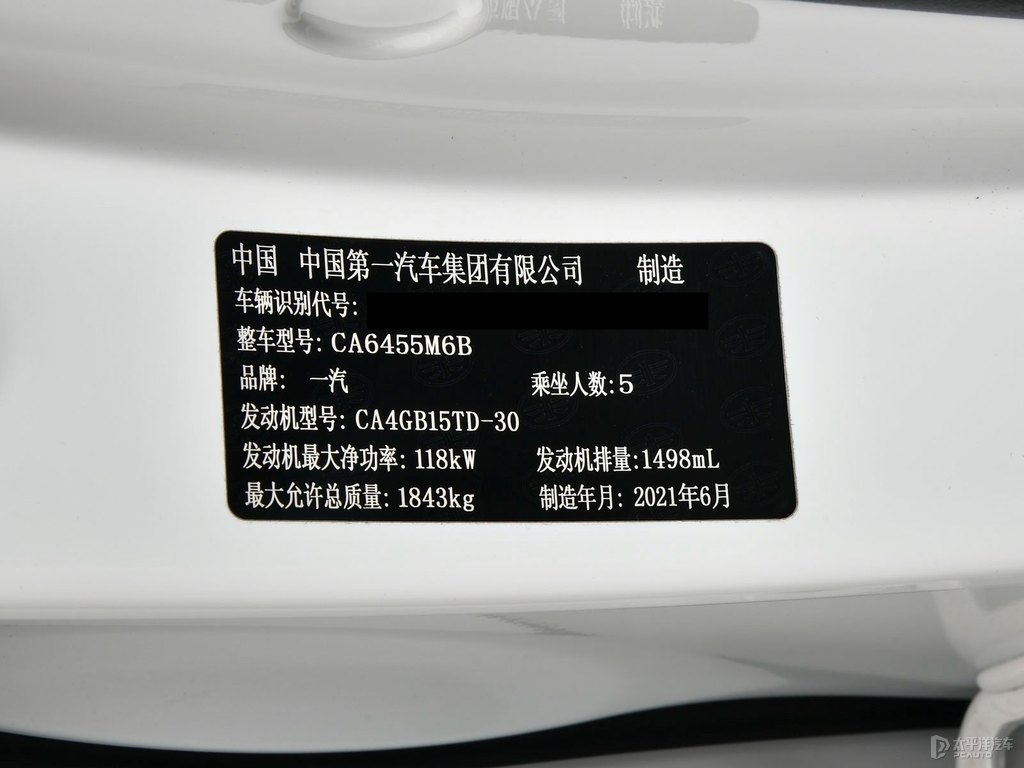 中国 中国第一汽车集团有限公司 制造
车辆识别代号:
整车型号: CA6455M6B
品牌: 一汽 乘坐人数:5
发动机型号: CA4GB15TD-30
发动机最大净功率: 118kW 发动机排量:1498mL
最大允许总质量: 1843kg 制造年月: 2021年6月
太平洋汽车
PCAUTO